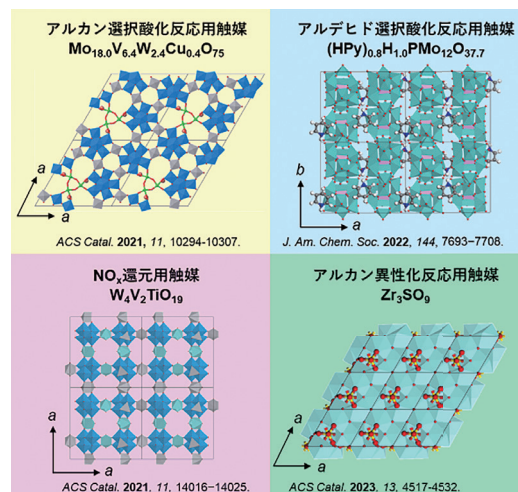 アルカン選択酸化反応用触媒
Mo18.0V6.4W2.4Cu0.4O75
a
a
ACS Catal. 2021, 11, 10294-10307.
アルデヒド選択酸化反応用触媒
(HPy)0.8H1.0PMo12O37.7
b
a
J. Am. Chem. Soc. 2022, 144, 7693–7708.
NOx還元用触媒
W4V2TiO19
a
a
ACS Catal. 2021, 11, 14016–14025.
アルカン異性化反応用触媒
Zr3SO9
a
a
ACS Catal. 2023, 13, 4517-4532.